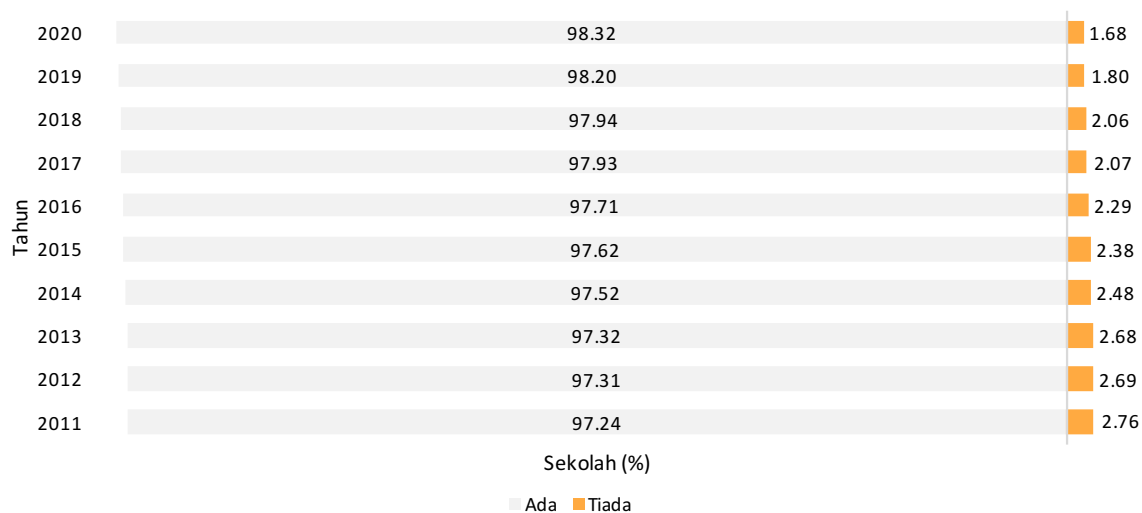 2020 98.32 1.68
2019 98.20 1.80
2018 97.94 2.06
2017 97.93 2.07
2016 97.71 2.29
Tahun
2015 97.62 2.38
2014 97.52 2.48
2013 97.32 2.68
2012 97.31 2.69
2011 97.24 2.76
Sekolah (%)
Ada Tiada